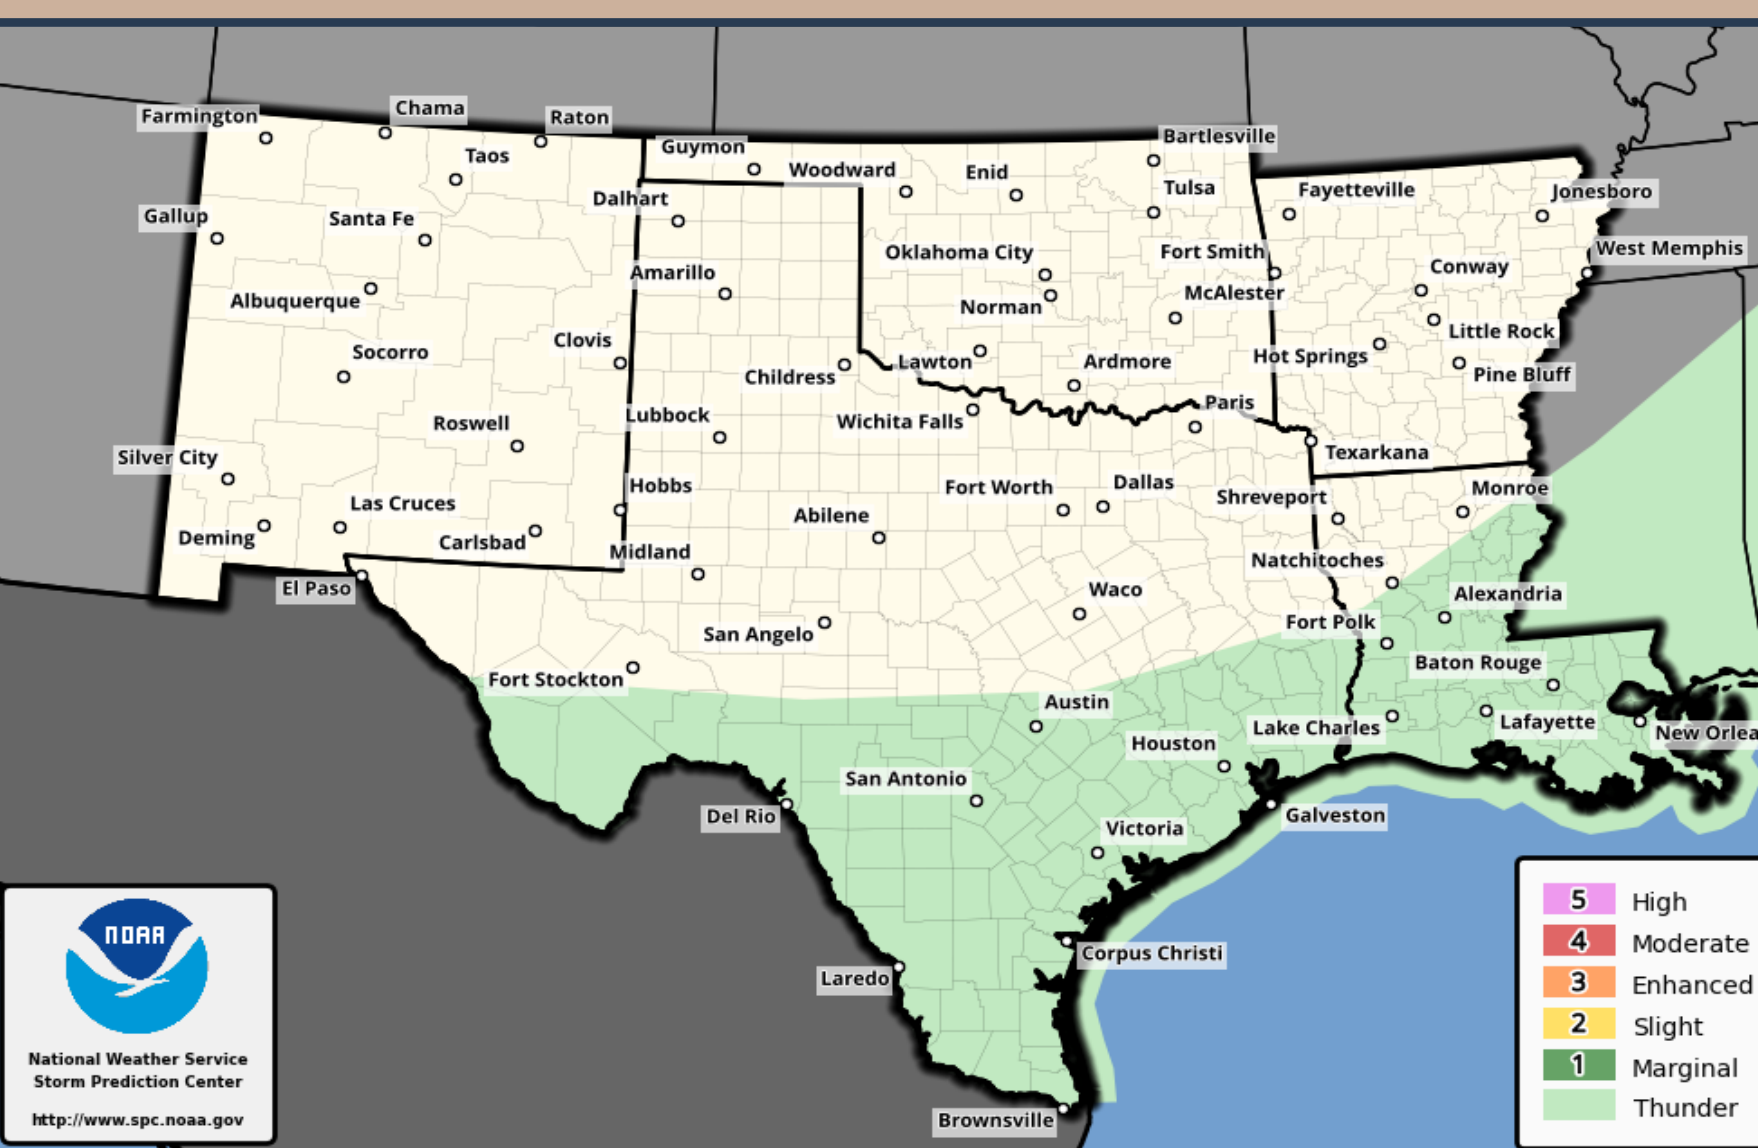 Farmington
Chama
Raton
Taos
Guymon
Woodward
Enid
Bartlesville
Tulsa
Fayetteville
Jonesboro
Dalhart
Gallup
Santa Fe
Oklahoma City
Fort Smith
West Memphis
Conway
Amarillo
Albuquerque
Norman
McAlester
Little Rock
Socorro
Clovis
Childress
Lawton
Ardmore
Hot Springs
Pine Bluff
Roswell
Lubbock
Wichita Falls
Paris
Texarkana
Silver City
Las Cruces
Hobbs
Fort Worth
Dallas
Shreveport
Monroe
Abilene
Deming
Carlsbad
Midland
Natchitoches
El Paso
Waco
Alexandria
San Angelo
Fort Polk
Fort Stockton
Baton Rouge
Austin
Lake Charles
Lafayette
New Orlea
Houston
San Antonio
Del Rio
Victoria
Galveston
Corpus Christi
Laredo
Brownsville
NOAA
National Weather Service
Storm Prediction Center
http://www.spc.noaa.gov
5 High
4 Moderate
3 Enhanced
2 Slight
1 Marginal
Thunder